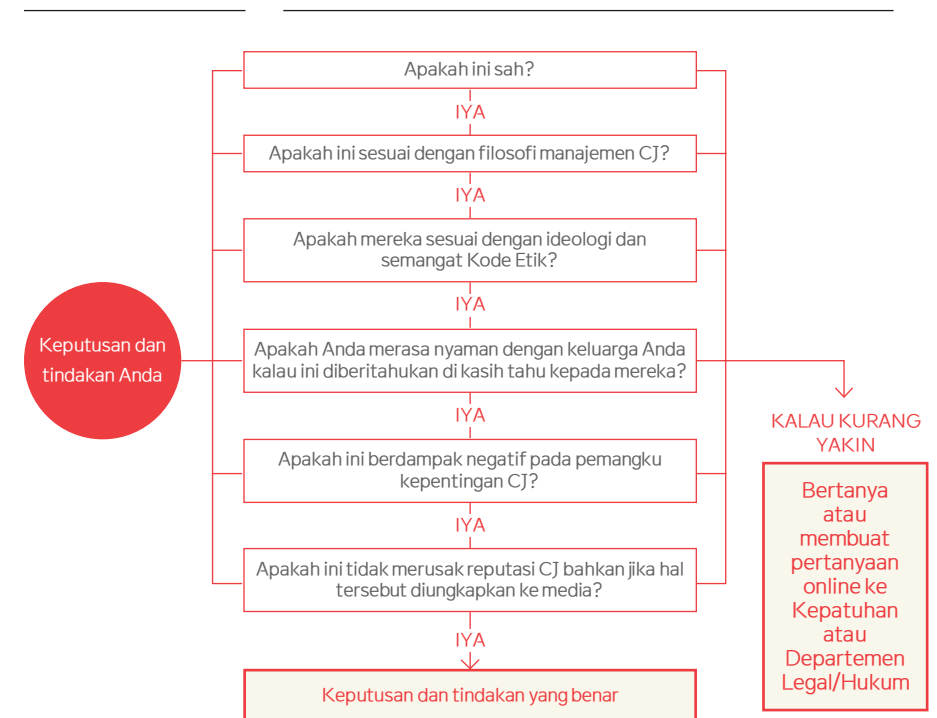 Apakah ini sah?
IYA
Apakah ini sesuai dengan filosofi manajemen CJ?
IYA
Apakah mereka sesuai dengan ideologi dan
semangat Kode Etik?
IYA
Keputusan dan
tindakan Anda
Apakah Anda merasa nyaman dengan keluarga Anda
kalau ini diberitahukan di kasih tahu kepada mereka?
IYA
Apakah ini berdampak negatif pada pemangku
kepentingan CJ?
IYA
Apakah ini tidak merusak reputasi CJ bahkan jika hal
tersebut diungkapkan ke media?
IYA
Keputusan dan tindakan yang benar
KALAU KURANG
YAKIN
Bertanya
atau
membuat
pertanyaan
online ke
Kepatuhan
atau
Departemen
Legal/Hukum